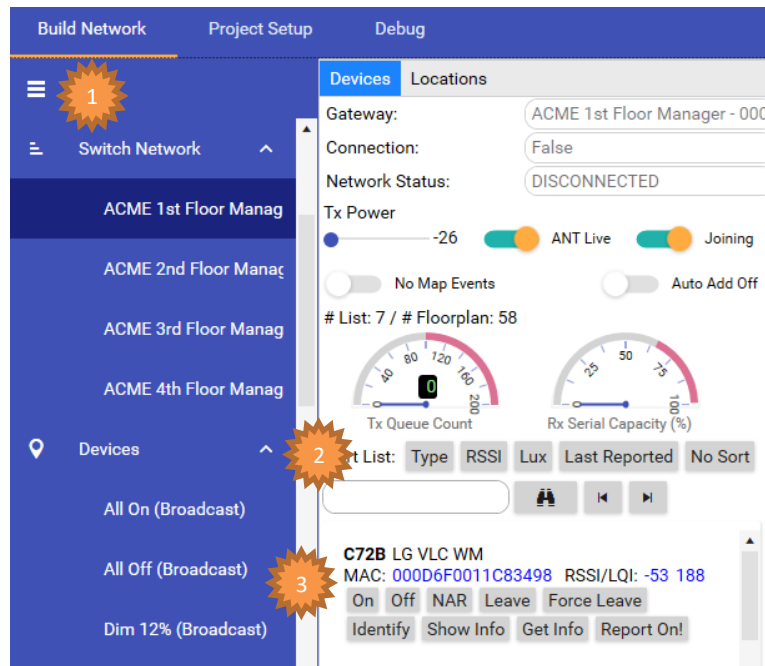 Build Network Project Setup Debug
1
Devices Locations
Gateway: ACME 1st Floor Manager - 000
Connection: False
Network Status: DISCONNECTED
Tx Power
-26 ANT Live Joining
No Map Events Auto Add Off
# List: 7 / # Floorplan: 58
0 40 80 120 160 200
0
Tx Queue Count
0 25 50 75 100
Rx Serial Capacity (%)
2
rt List: Type RSSI Lux Last Reported No Sort
C72B LG VLC WM
MAC: 000D6F0011C83498 RSSI/LQI: -53 188
3
On Off NAR Leave Force Leave
Identify Show Info Get Info Report On!
Switch Network
ACME 1st Floor Manag
ACME 2nd Floor Manag
ACME 3rd Floor Manag
ACME 4th Floor Manag
Devices
All On (Broadcast)
All Off (Broadcast)
Dim 12% (Broadcast)